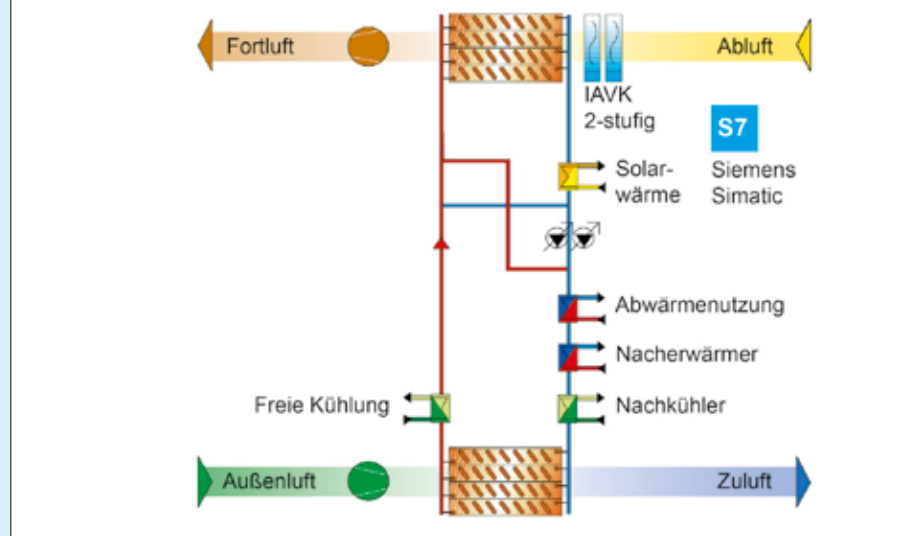 Fortluft
Abluft
IAVK
2-stufig
S7
Siemens
Simatic
Solar-
wärme
Abwärmenutzung
Nacherwärmer
Freie Kühlung
Nachkühler
Außenluft
Zuluft